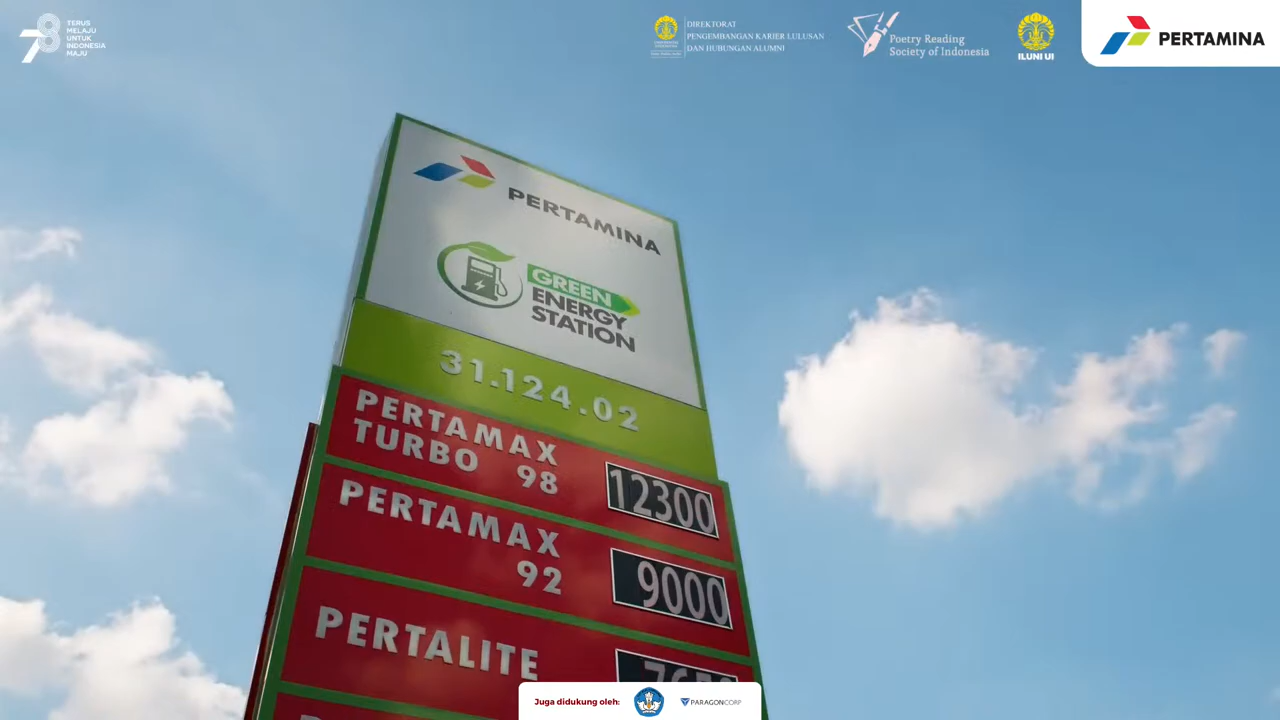 78
TERUS
MELAJU
UNTUK
INDONESIA
MAJU
DIREKTORAT
PENGEMBANGAN KARIER LULUSAN
DAN HUBUNGAN ALUMNI
Poetry Reading
Society of Indonesia
ILUNI UI
PERTAMINA
PERTAMINA
GREEN
ENERGY
STATION
31.124.02
PERTAMAX
TURBO 98
12300
PERTAMAX
92
9000
PERTALITE
Juga didukung oleh:
PARAGONCORP